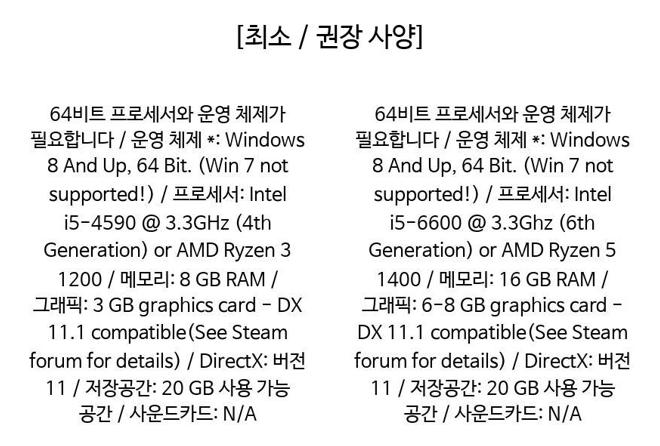 [최소 / 권장 사양]
64비트 프로세서와 운영 체제가
필요합니다 / 운영 체제 *: Windows
8 And Up, 64 Bit. (Win 7 not
supported!) / 프로세서: Intel
i5-4590 @ 3.3GHz (4th
Generation) or AMD Ryzen 3
1200 / 메모리: 8 GB RAM /
그래픽: 3 GB graphics card - DX
11.1 compatible(See Steam
forum for details) / DirectX: 버전
11 / 저장공간: 20 GB 사용 가능
공간 / 사운드카드: N/A
64비트 프로세서와 운영 체제가
필요합니다 / 운영 체제 *: Windows
8 And Up, 64 Bit. (Win 7 not
supported!) / 프로세서: Intel
i5-6600 @ 3.3Ghz (6th
Generation) or AMD Ryzen 5
1400 / 메모리: 16 GB RAM /
그래픽: 6-8 GB graphics card -
DX 11.1 compatible(See Steam
forum for details) / DirectX: 버전
11 / 저장공간: 20 GB 사용 가능
공간 / 사운드카드: N/A